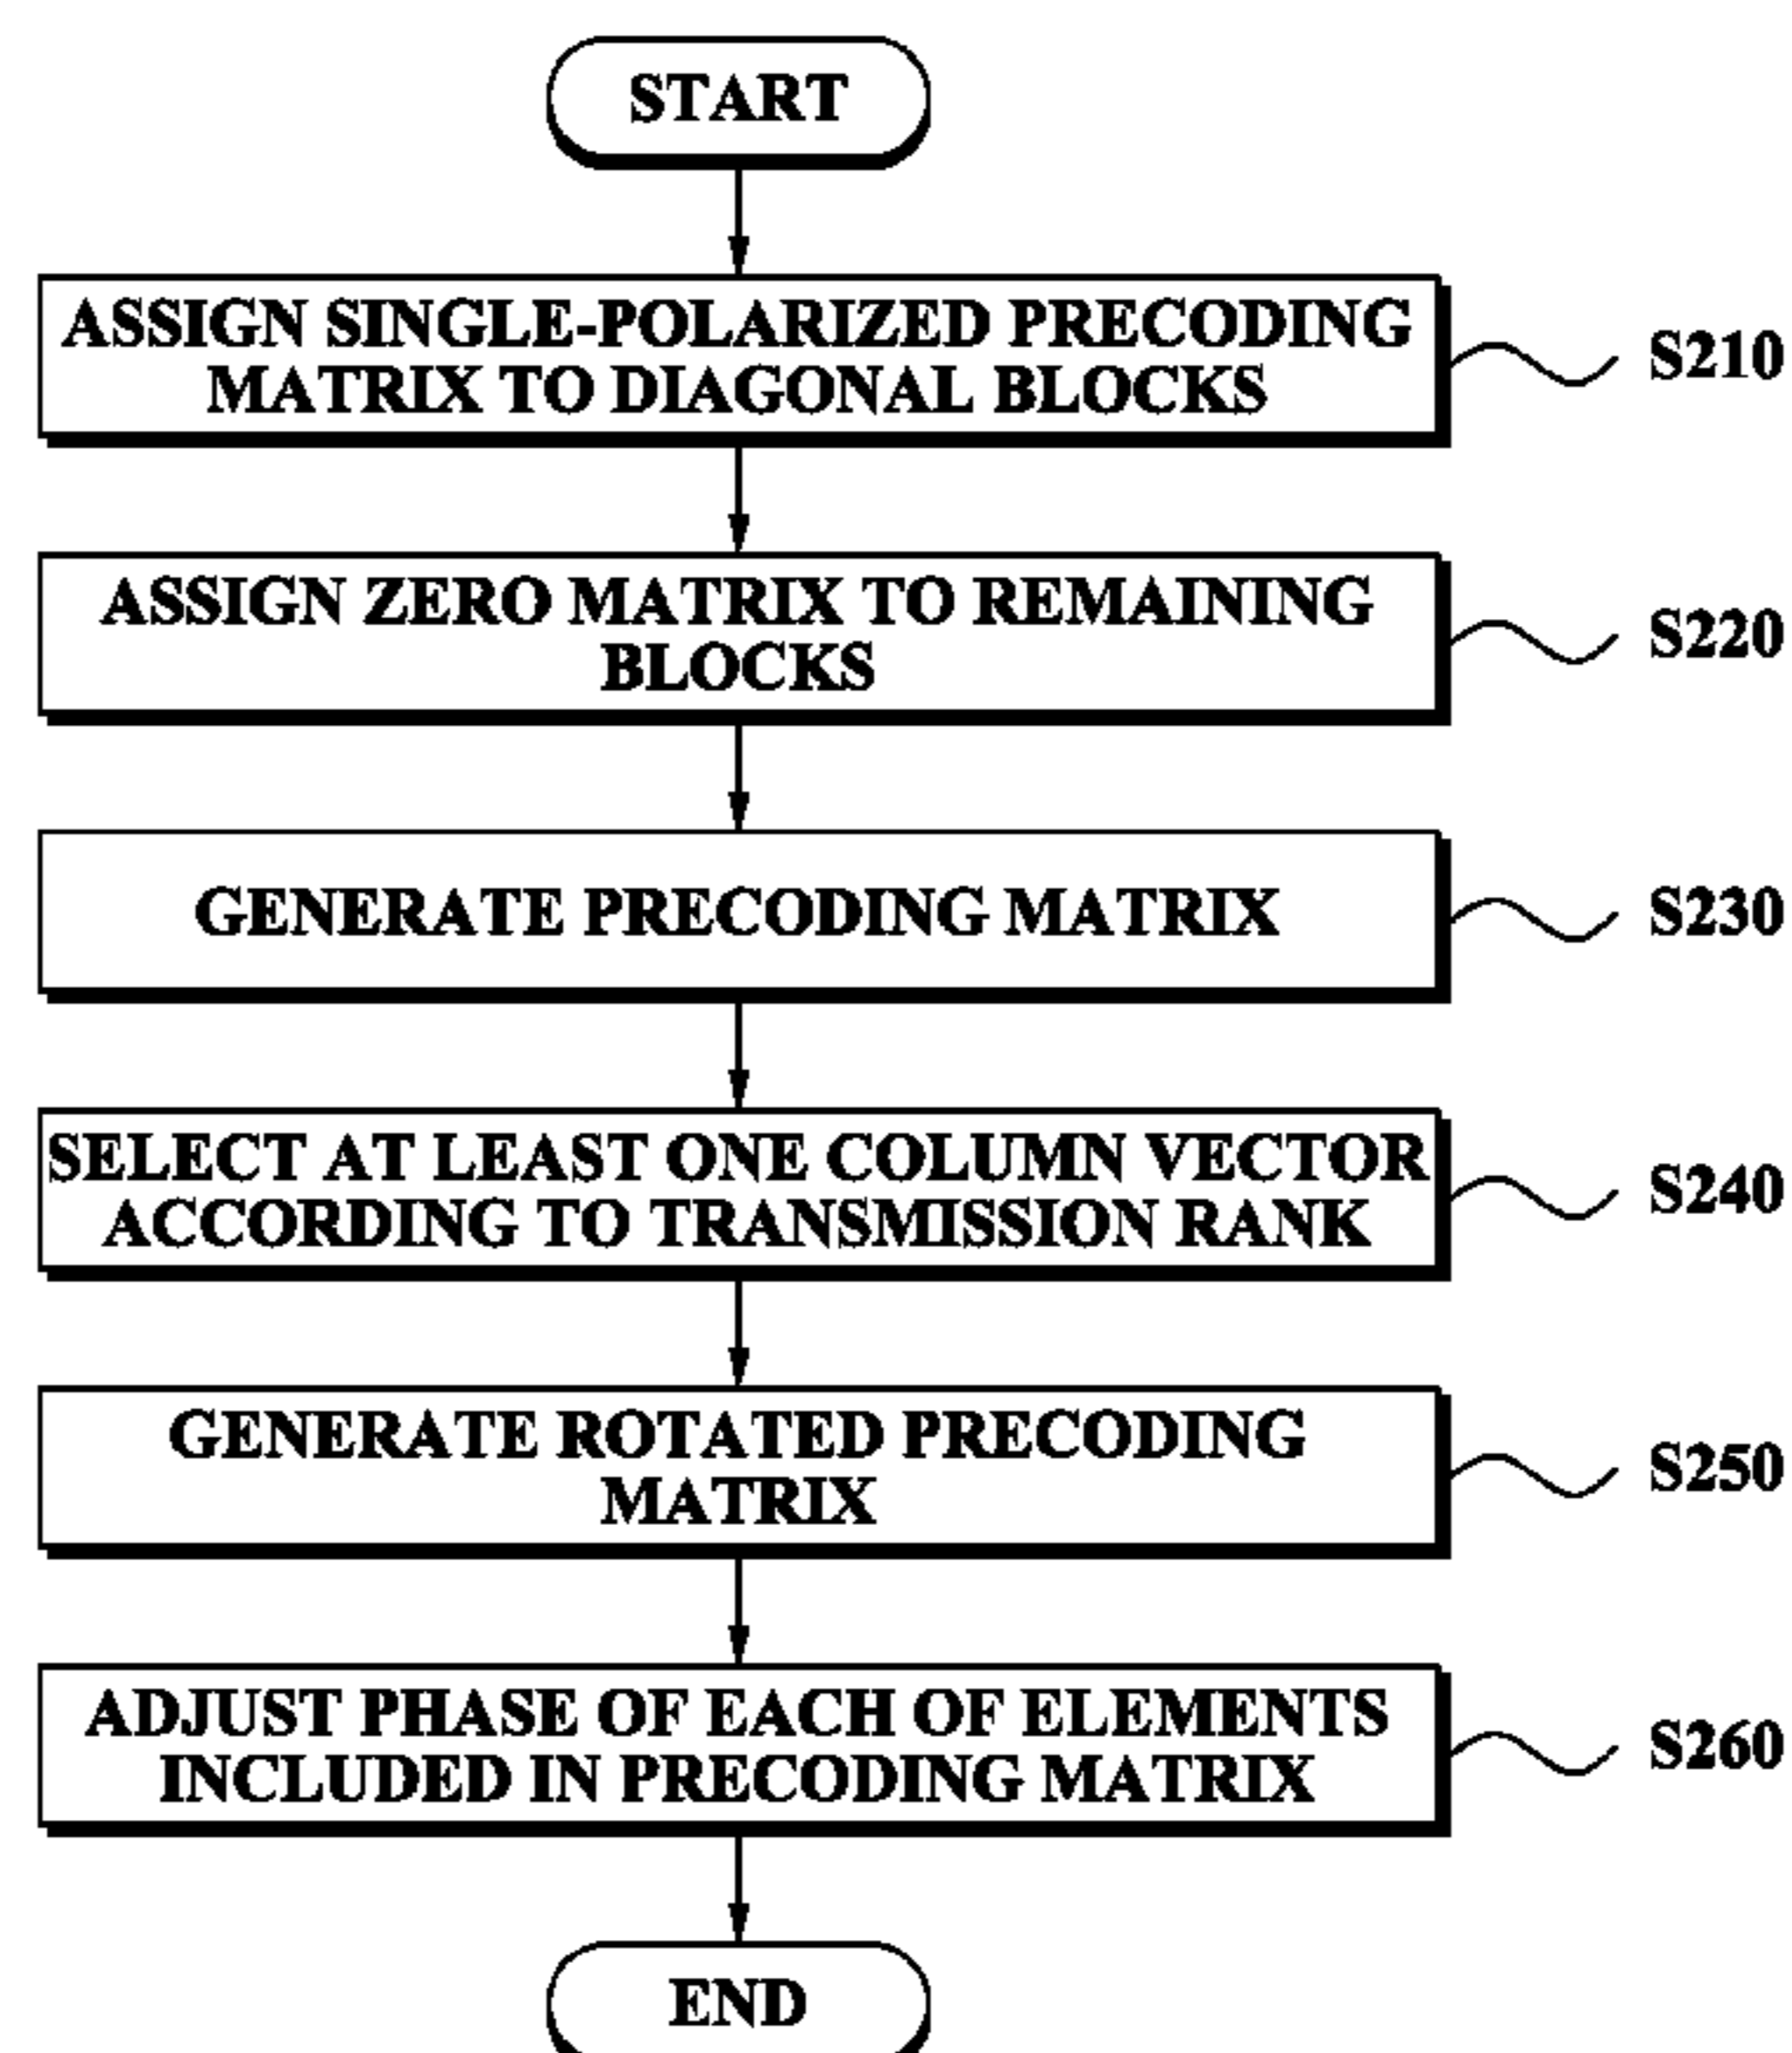 START
ASSIGN SINGLE-POLARIZED PRECODING
MATRIX TO DIAGONAL BLOCKS
S210
ASSIGN ZERO MATRIX TO REMAINING
BLOCKS
S220
GENERATE PRECODING MATRIX
S230
SELECT AT LEAST ONE COLUMN VECTOR
ACCORDING TO TRANSMISSION RANK
S240
GENERATE ROTATED PRECODING
MATRIX
S250
ADJUST PHASE OF EACH OF ELEMENTS
INCLUDED IN PRECODING MATRIX
S260
END